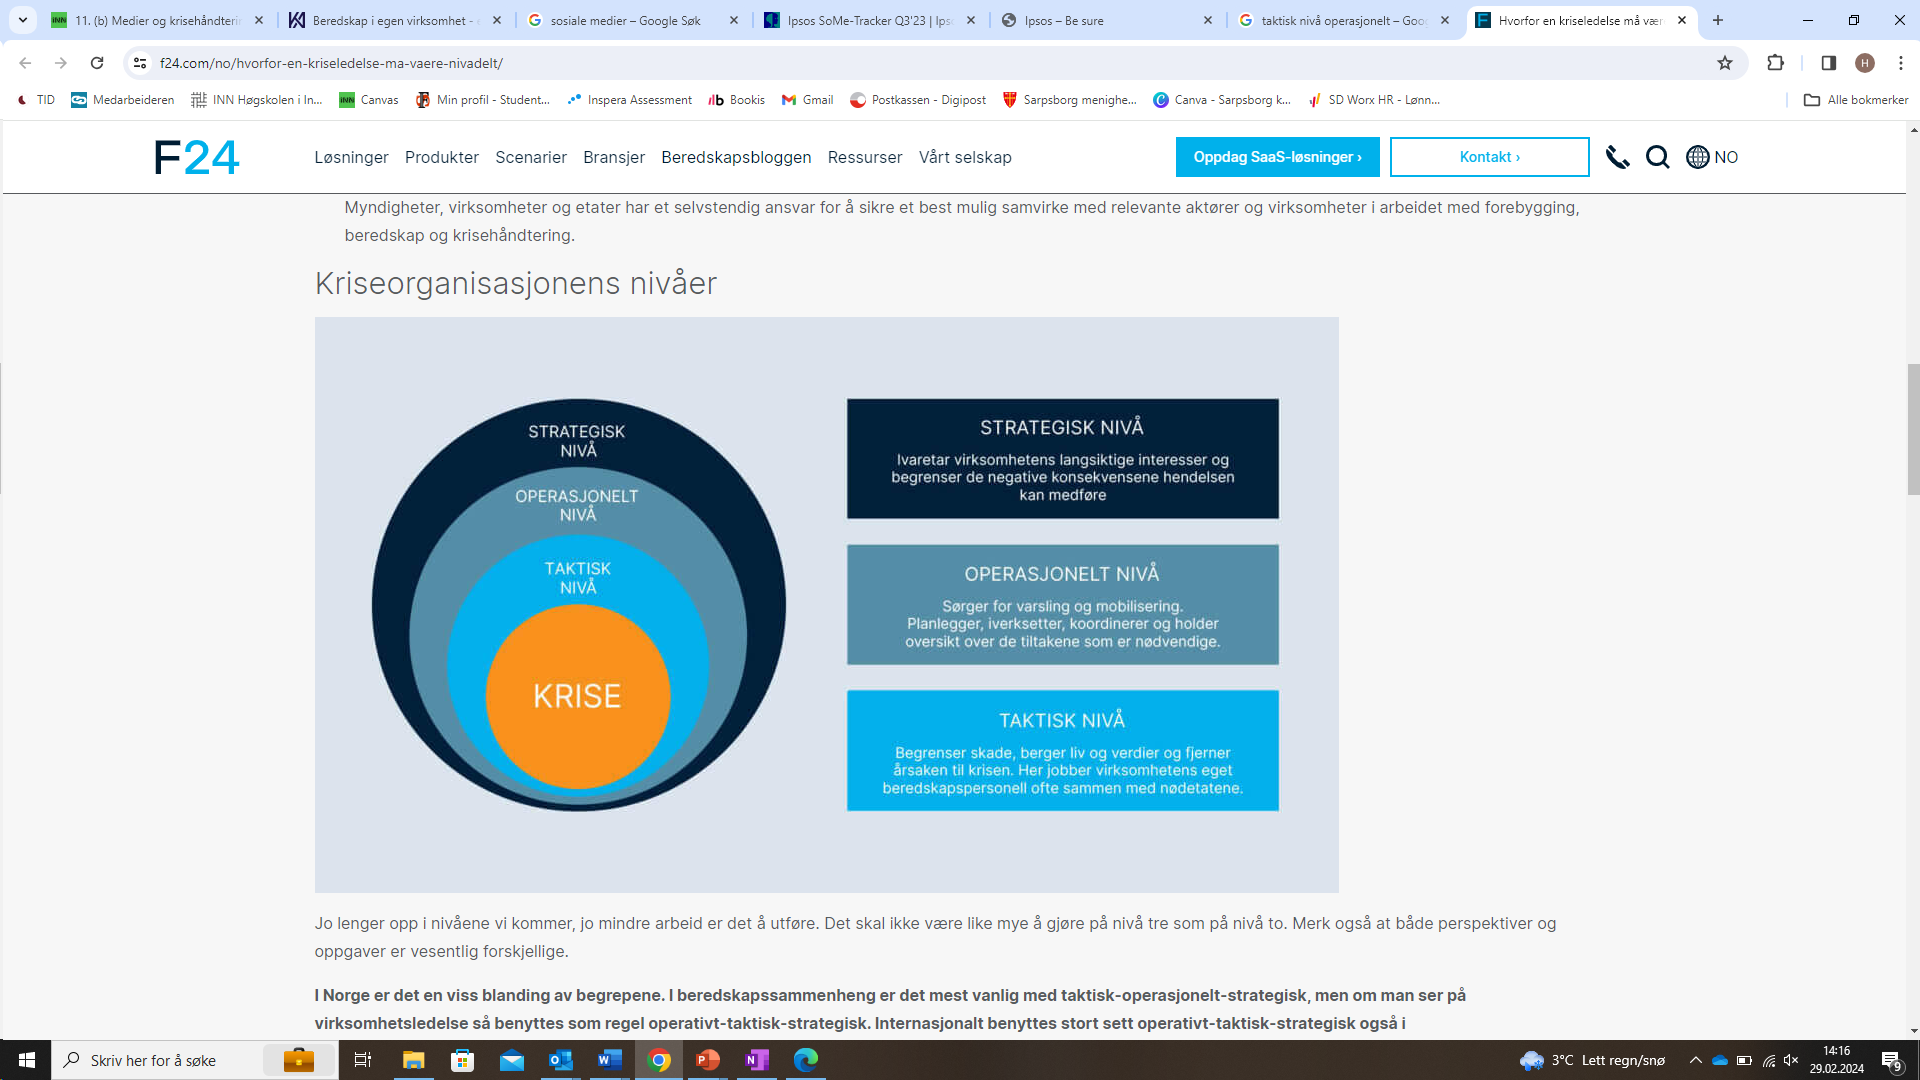 11. (b) Medier og krisehåndterin
Beredskap i egen virksomhet -
sosiale medier – Google Søk
Ipsos SoMe-Tracker Q3'23 | Ips
Ipsos – Be sure
taktisk nivå operasjonelt – Goo
Hvorfor en kriseledelse må vær
f24.com/no/hvorfor-en-kriseledelse-ma-vaere-nivadelt/
H
TID
Medarbeideren
INN Høgskolen i In...
Canvas
Min profil - Student...
Inspera Assessment
Bookis
Gmail
Postkassen - Digipost
Sarpsborg menighe...
Canva - Sarpsborg k...
SD Worx HR - Lønn...
Alle bokmerker
F24
Løsninger
Produkter
Scenarier
Bransjer
Beredskapsbloggen
Ressurser
Vårt selskap
Oppdag SaaS-løsninger ›
Kontakt ›
NO
Myndigheter, virksomheter og etater har et selvstendig ansvar for å sikre et best mulig samvirke med relevante aktører og virksomheter i arbeidet med forebygging,
beredskap og krisehåndtering.
Kriseorganisasjonens nivåer
STRATEGISK
NIVÅ
OPERASJONELT
NIVÅ
TAKTISK
NIVÅ
KRISE
STRATEGISK NIVÅ
Ivaretar virksomhetens langsiktige interesser og
begrenser de negative konsekvensene hendelsen
kan medføre
OPERASJONELT NIVÅ
Sørger for varsling og mobilisering.
Planlegger, iverksetter, koordinerer og holder
oversikt over de tiltakene som er nødvendige.
TAKTISK NIVÅ
Begrenser skade, berger liv og verdier og fjerner
årsaken til krisen. Her jobber virksomhetens eget
beredskapspersonell ofte sammen med nødetatene.
Jo lenger opp i nivåene vi kommer, jo mindre arbeid er det å utføre. Det skal ikke være like mye å gjøre på nivå tre som på nivå to. Merk også at både perspektiver og
oppgaver er vesentlig forskjellige.
I Norge er det en viss blanding av begrepene. I beredskapssammenheng er det mest vanlig med taktisk-operasjonelt-strategisk, men om man ser på
virksomhetsledelse så benyttes som regel operativt-taktisk-strategisk. Internasjonalt benyttes stort sett operativt-taktisk-strategisk også i
Skriv her for å søke
3°C Lett regn/snø
14:16
29.02.2024
9